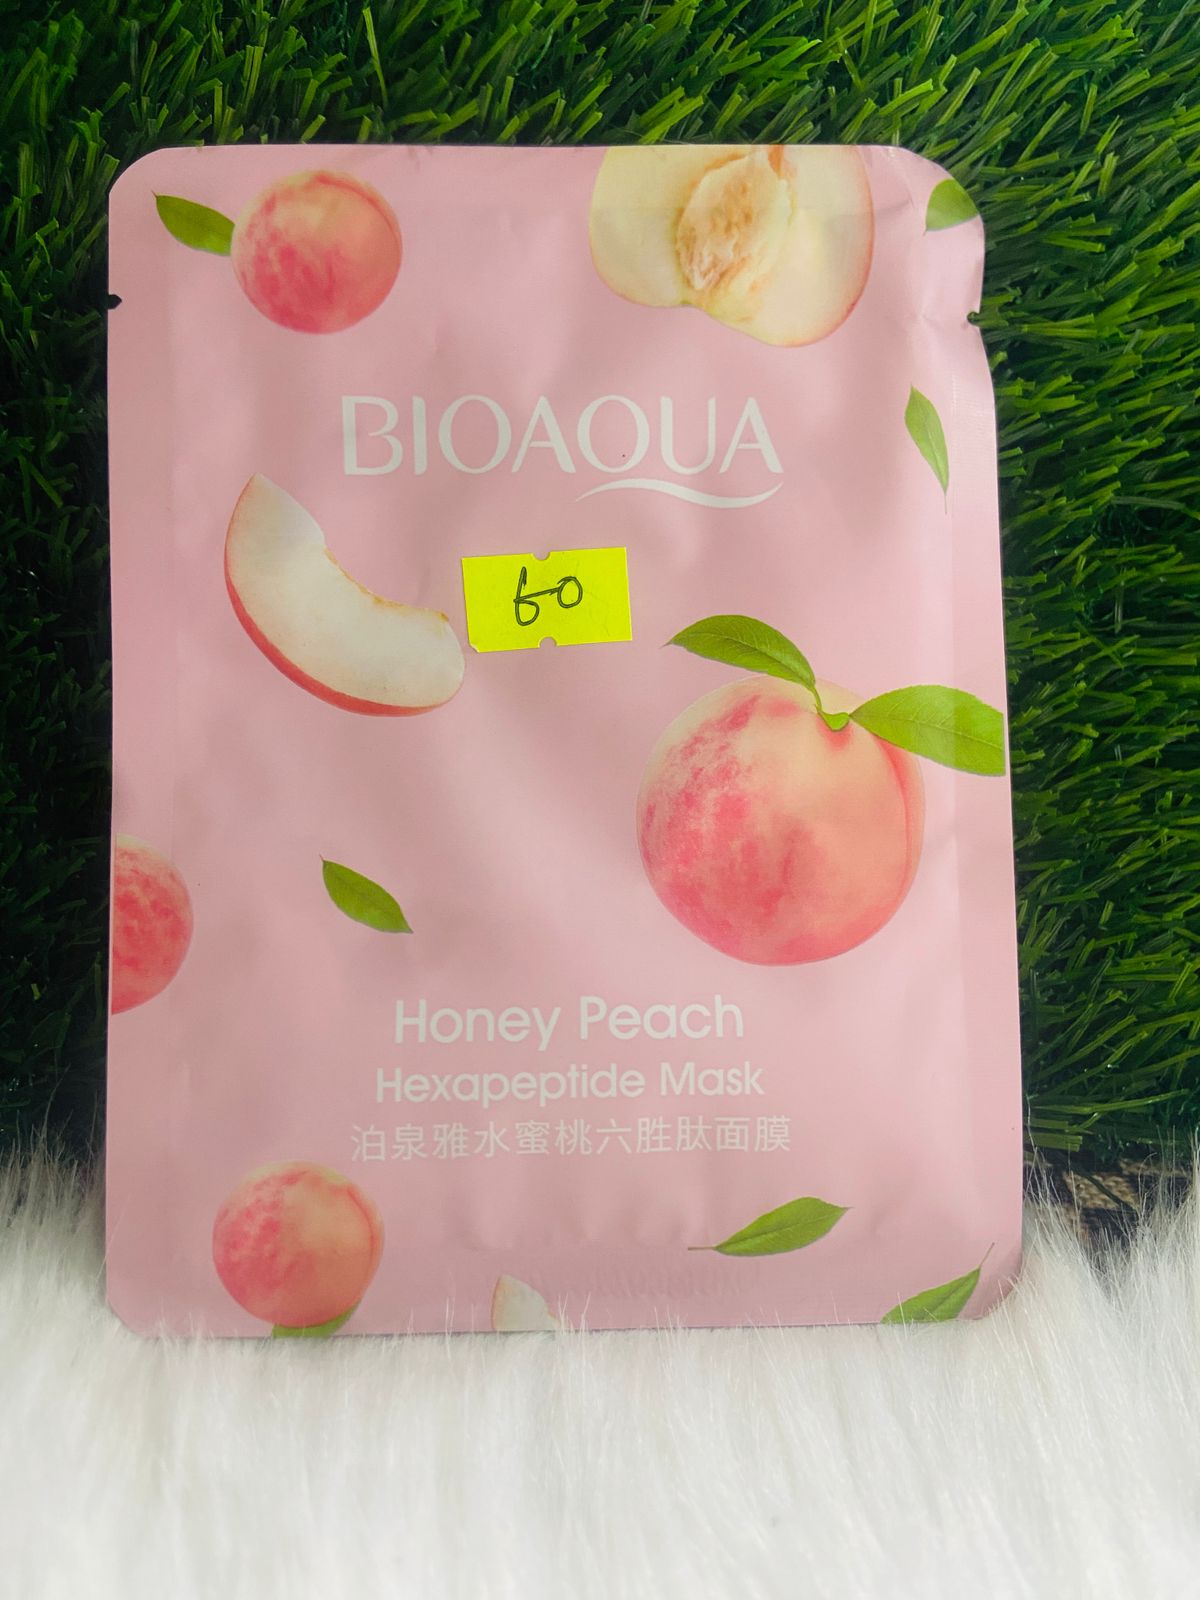 BIOAQUA
60
Honey Peach
Hexapeptide Mask
泊泉雅水蜜桃六胜肽面膜